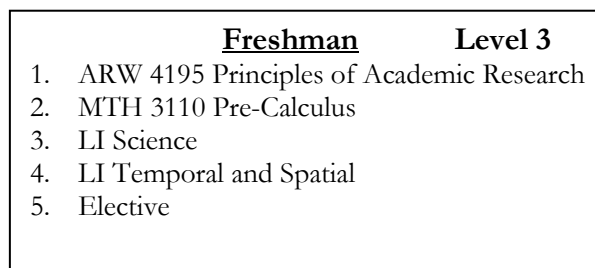 Freshman Level 3
1. ARW 4195 Principles of Academic Research
2. MTH 3110 Pre-Calculus
3. LI Science
4. LI Temporal and Spatial
5. Elective